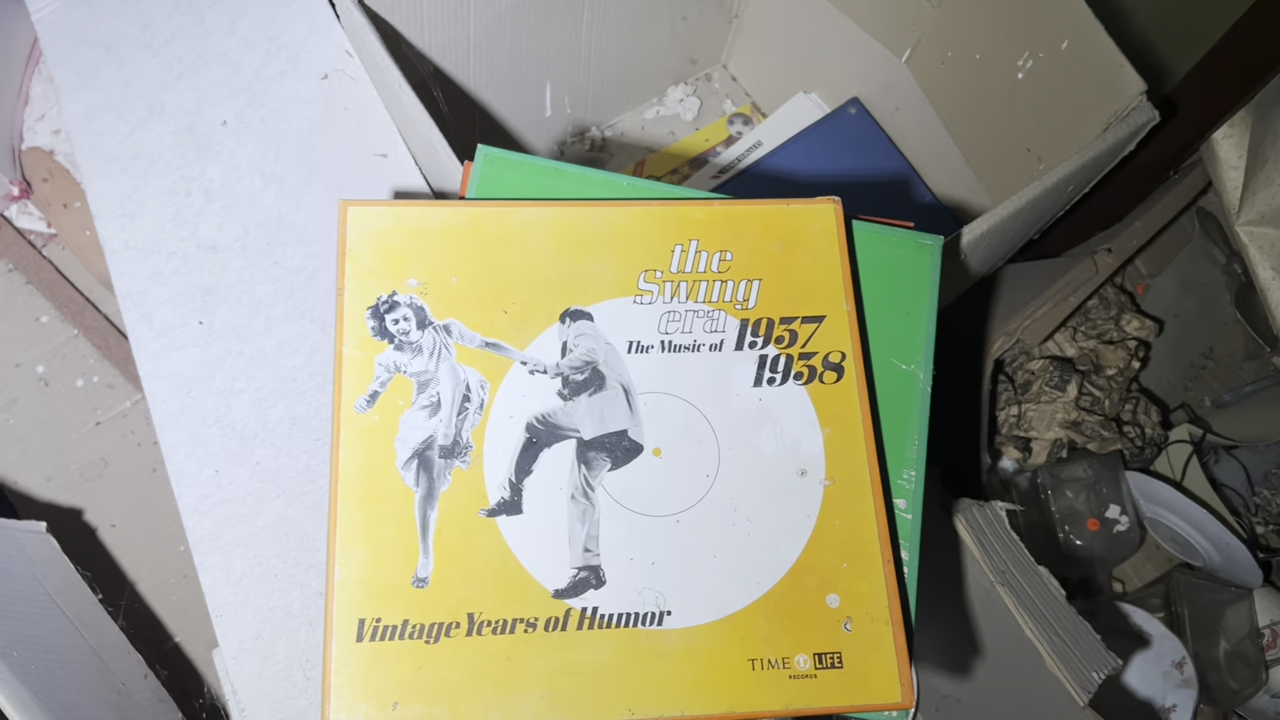 the
Swing
era
The Music of 1937
1938
Vintage Years of Humor
TIME LIFE
RECORDS